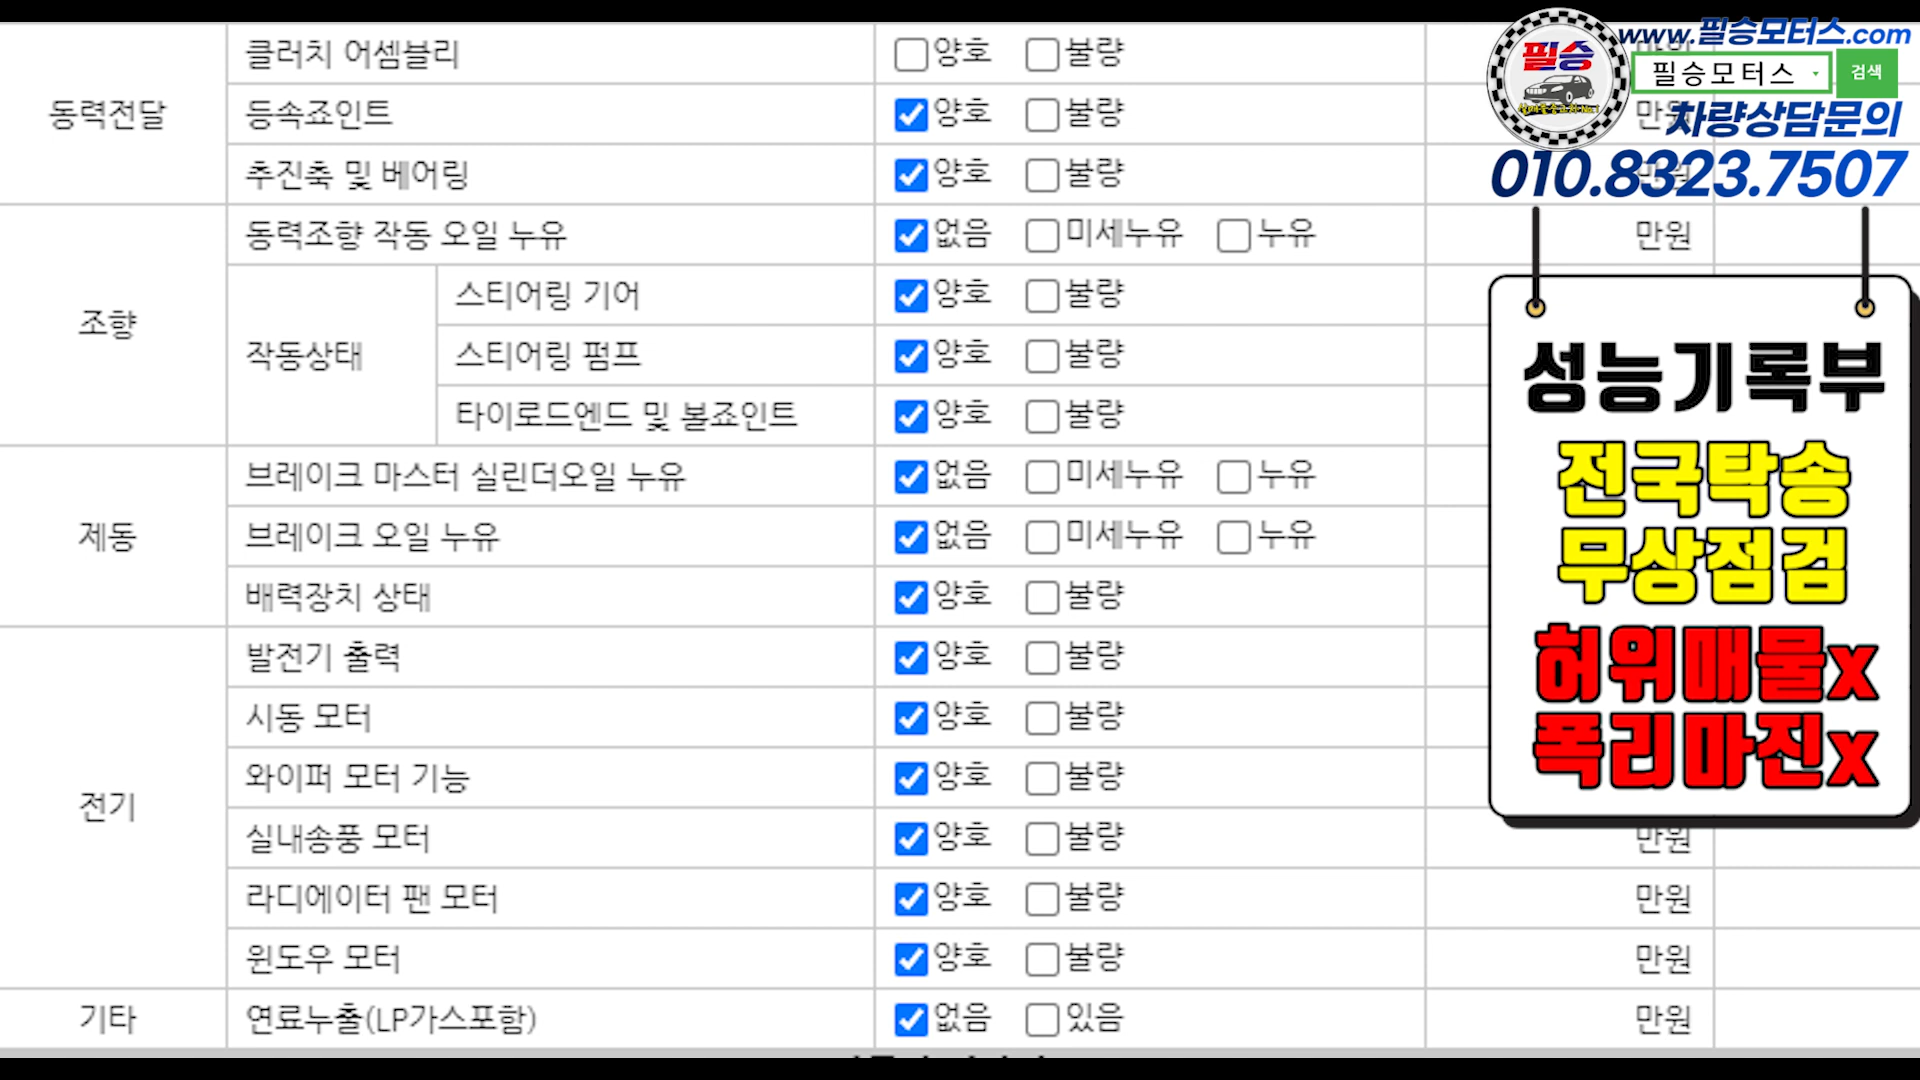 동력전달
클러치 어셈블리 양호 불량
등속죠인트 양호 불량 만원
추진축 및 베어링 양호 불량 만원
조향
동력조향 작동 오일 누유 없음 미세누유 누유 만원
작동상태
스티어링 기어 양호 불량
스티어링 펌프 양호 불량
타이로드엔드 및 볼죠인트 양호 불량
제동
브레이크 마스터 실린더오일 누유 없음 미세누유 누유
브레이크 오일 누유 없음 미세누유 누유
배력장치 상태 양호 불량
전기
발전기 출력 양호 불량
시동 모터 양호 불량
와이퍼 모터 기능 양호 불량
실내송풍 모터 양호 불량 만원
라디에이터 팬 모터 양호 불량 만원
윈도우 모터 양호 불량 만원
기타
연료누출(LP가스포함) 없음 있음 만원
필승
www.필승모터스.com
필승모터스 검색
차량상담문의
010.8323.7507
성능기록부
전국탁송
무상점검
허위매물x
폭리마진x